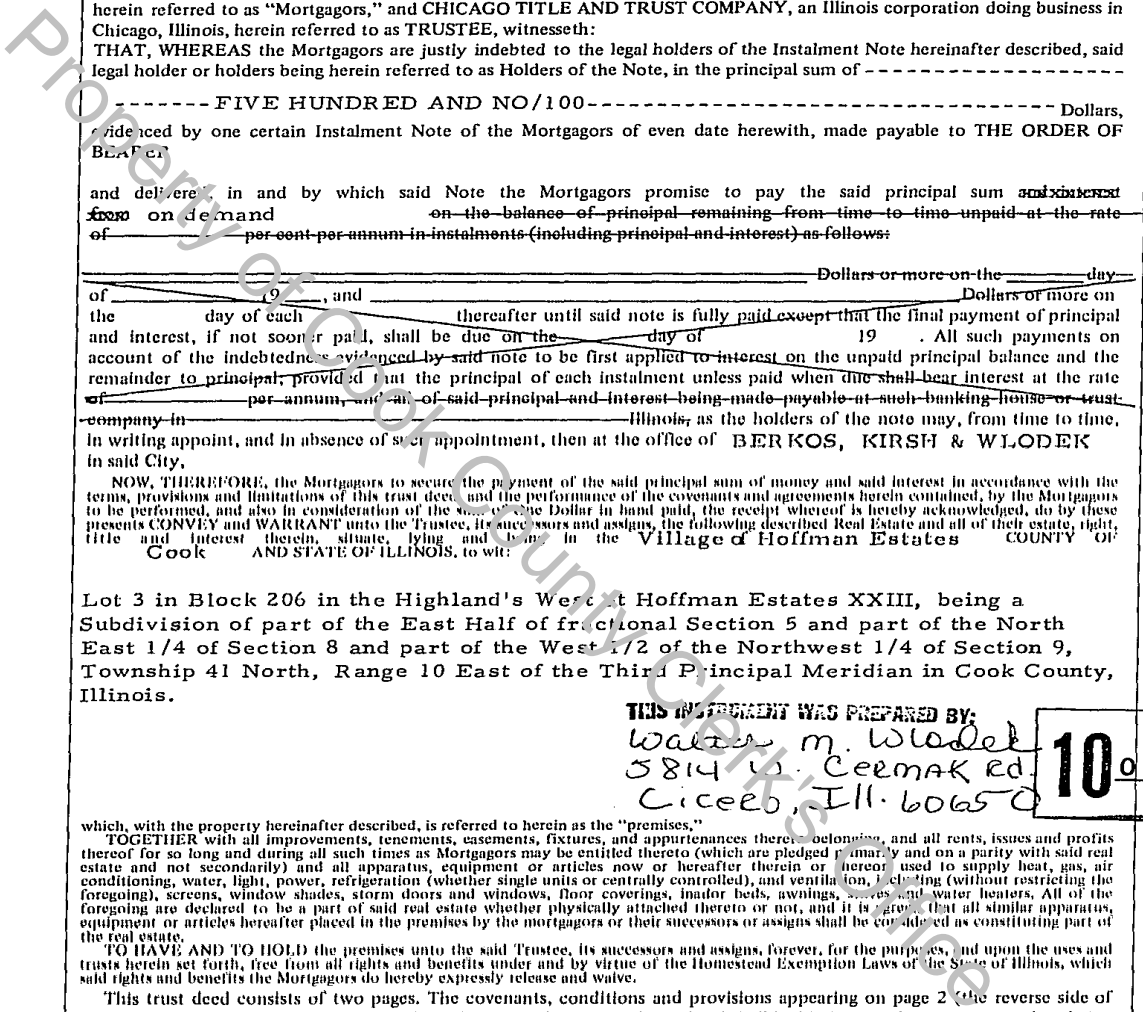 herein referred to as "Mortgagors," and CHICAGO TITLE AND TRUST COMPANY, an Illinois corporation doing business in
Chicago, Illinois, herein referred to as TRUSTEE, witnesseth:
THAT, WHEREAS the Mortgagors are justly indebted to the legal holders of the Instalment Note hereinafter described, said
legal holder or holders being herein referred to as Holders of the Note, in the principal sum of - - - - - - - - - - - - - - - - - - -
- - - - - - - FIVE HUNDRED AND NO/100- - - - - - - - - - - - - - - - - - - - - - - - - - - - - - - - - - - - Dollars,
evidenced by one certain Instalment Note of the Mortgagors of even date herewith, made payable to THE ORDER OF
BEARER
and delivered, in and by which said Note the Mortgagors promise to pay the said principal sum and interest
from on demand on the balance of principal remaining from time to time unpaid at the rate
of per cent per annum in instalments (including principal and interest) as follows:
Dollars or more on the day
of 19 , and Dollars or more on
the day of each thereafter until said note is fully paid except that the final payment of principal
and interest, if not sooner paid, shall be due on the day of 19 . All such payments on
account of the indebtedness evidenced by said note to be first applied to interest on the unpaid principal balance and the
remainder to principal; provided that the principal of each instalment unless paid when due shall bear interest at the rate
of per annum, and all of said principal and interest being made payable at such banking house or trust
company in Illinois, as the holders of the note may, from time to time,
in writing appoint, and in absence of such appointment, then at the office of BERKOS, KIRSH & WLODEK
in said City,
NOW, THEREFORE, the Mortgagors to secure the payment of the said principal sum of money and said interest in accordance with the
terms, provisions and limitations of this trust deed, and the performance of the covenants and agreements herein contained, by the Mortgagors
to be performed, and also in consideration of the sum of One Dollar in hand paid, the receipt whereof is hereby acknowledged, do by these
presents CONVEY and WARRANT unto the Trustee, its successors and assigns, the following described Real Estate and all of their estate, right,
title and interest therein, situate, lying and being in the Village of Hoffman Estates COUNTY OF
Cook AND STATE OF ILLINOIS, to wit:
Lot 3 in Block 206 in the Highland's West at Hoffman Estates XXIII, being a
Subdivision of part of the East Half of fractional Section 5 and part of the North
East 1/4 of Section 8 and part of the West 1/2 of the Northwest 1/4 of Section 9,
Township 41 North, Range 10 East of the Third Principal Meridian in Cook County,
Illinois.
THIS INSTRUMENT WAS PREPARED BY:
Walter M. Wlodek
5814 W. Cermak Rd.
Cicero, Ill. 60650
10 0
which, with the property hereinafter described, is referred to herein as the "premises,"
TOGETHER with all improvements, tenements, easements, fixtures, and appurtenances thereto belonging, and all rents, issues and profits
thereof for so long and during all such times as Mortgagors may be entitled thereto (which are pledged primarily and on a parity with said real
estate and not secondarily) and all apparatus, equipment or articles now or hereafter therein or thereon used to supply heat, gas, air
conditioning, water, light, power, refrigeration (whether single units or centrally controlled), and ventilation, including (without restricting the
foregoing), screens, window shades, storm doors and windows, floor coverings, inador beds, awnings, stoves and water heaters. All of the
foregoing are declared to be a part of said real estate whether physically attached thereto or not, and it is agreed that all similar apparatus,
equipment or articles hereafter placed in the premises by the mortgagors or their successors or assigns shall be considered as constituting part of
the real estate.
TO HAVE AND TO HOLD the premises unto the said Trustee, its successors and assigns, forever, for the purposes, and upon the uses and
trusts herein set forth, free from all rights and benefits under and by virtue of the Homestead Exemption Laws of the State of Illinois, which
said rights and benefits the Mortgagors do hereby expressly release and waive.
This trust deed consists of two pages. The covenants, conditions and provisions appearing on page 2 (the reverse side of
Property of Cook County Clerk's Office